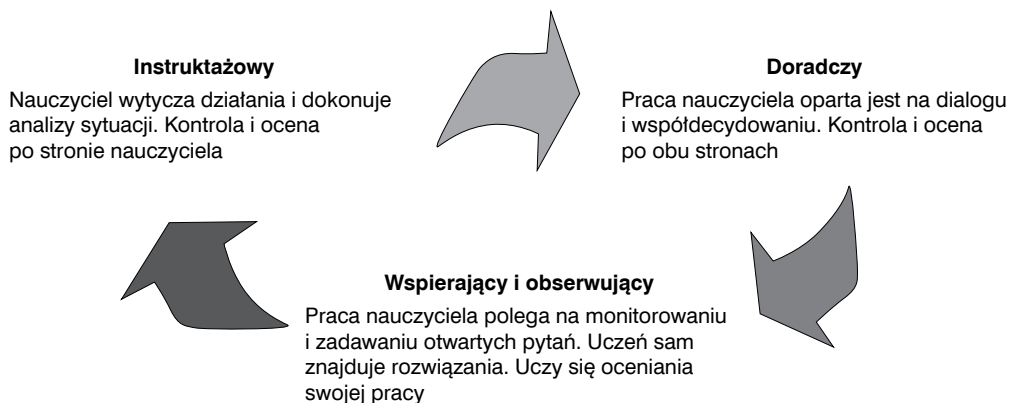 Instruktażowy
Nauczyciel wytycza działania i dokonuje
analizy sytuacji. Kontrola i ocena
po stronie nauczyciela
Doradczy
Praca nauczyciela oparta jest na dialogu
i współdecydowaniu. Kontrola i ocena
po obu stronach
Wspierający i obserwujący
Praca nauczyciela polega na monitorowaniu
i zadawaniu otwartych pytań. Uczeń sam
znajduje rozwiązania. Uczy się oceniania
swojej pracy